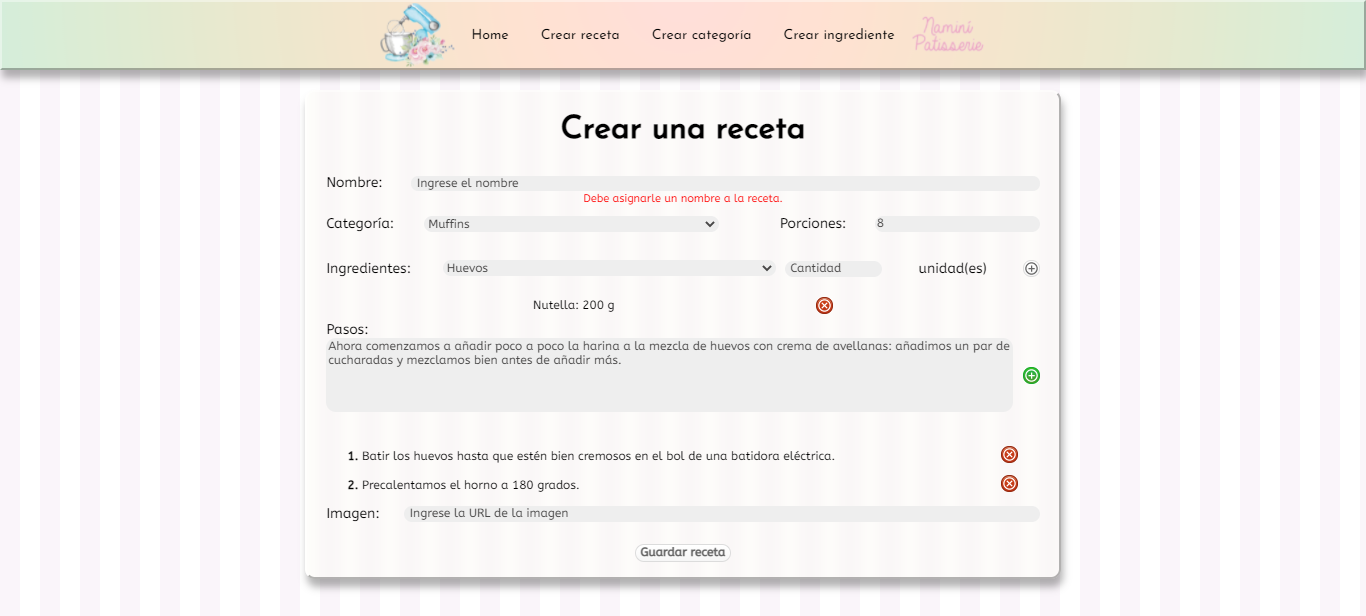 Home Crear receta Crear categoría Crear ingrediente Namini
Patisserie
Crear una receta
Nombre: Ingrese el nombre
Debe asignarle un nombre a la receta.
Categoría: Muffins Porciones: 8
Ingredientes: Huevos Cantidad unidad(es)
Nutella: 200 g
Pasos:
Ahora comenzamos a añadir poco a poco la harina a la mezcla de huevos con crema de avellanas: añadimos un par de
cucharadas y mezclamos bien antes de añadir más.
1. Batir los huevos hasta que estén bien cremosos en el bol de una batidora eléctrica.
2. Precalentamos el horno a 180 grados.
Imagen: Ingrese la URL de la imagen
Guardar receta